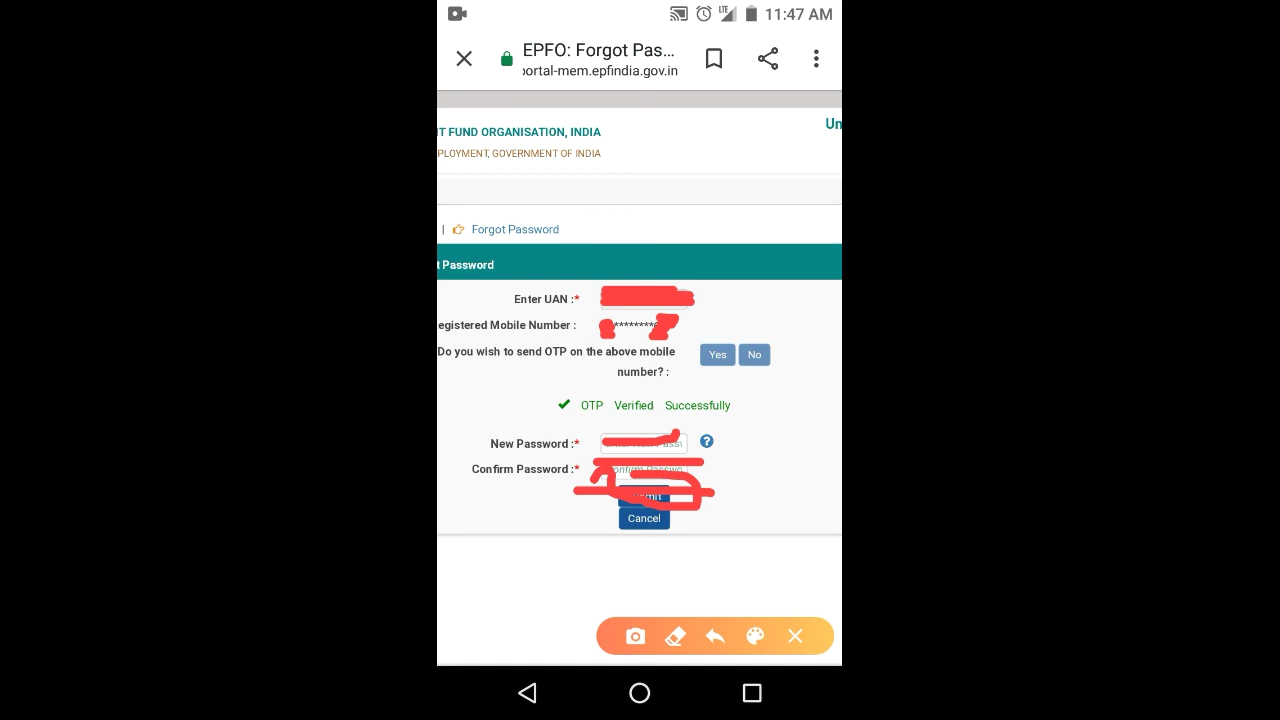 LTE 11:47 AM
EPFO: Forgot Pas...
portal-mem.epfindia.gov.in
T FUND ORGANISATION, INDIA
Un
PLOYMENT, GOVERNMENT OF INDIA
| Forgot Password
t Password
Enter UAN :*
egistered Mobile Number :
********
Do you wish to send OTP on the above mobile
number? :
Yes No
OTP Verified Successfully
New Password :*
Confirm Password :*
Cancel